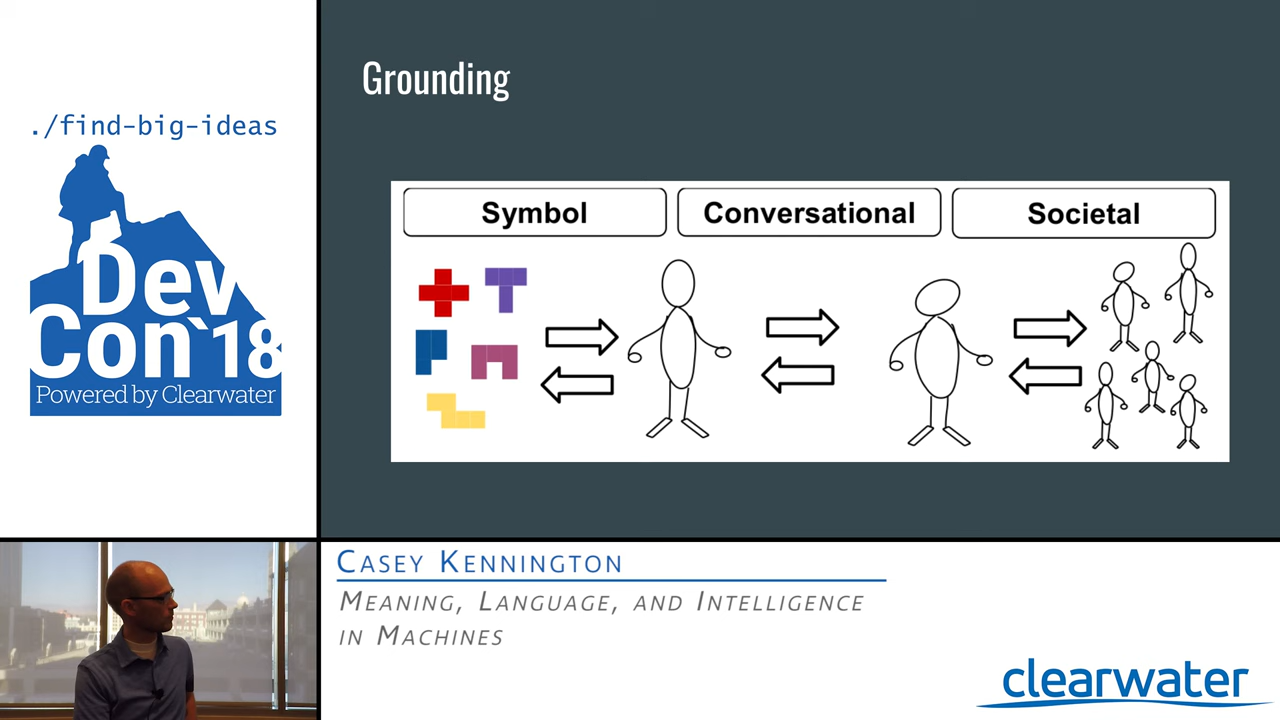 ./find-big-ideas
Dev
Con`18
Powered by Clearwater
Grounding
Symbol
Conversational
Societal
CASEY KENNINGTON
MEANING, LANGUAGE, AND INTELLIGENCE
IN MACHINES
clearwater